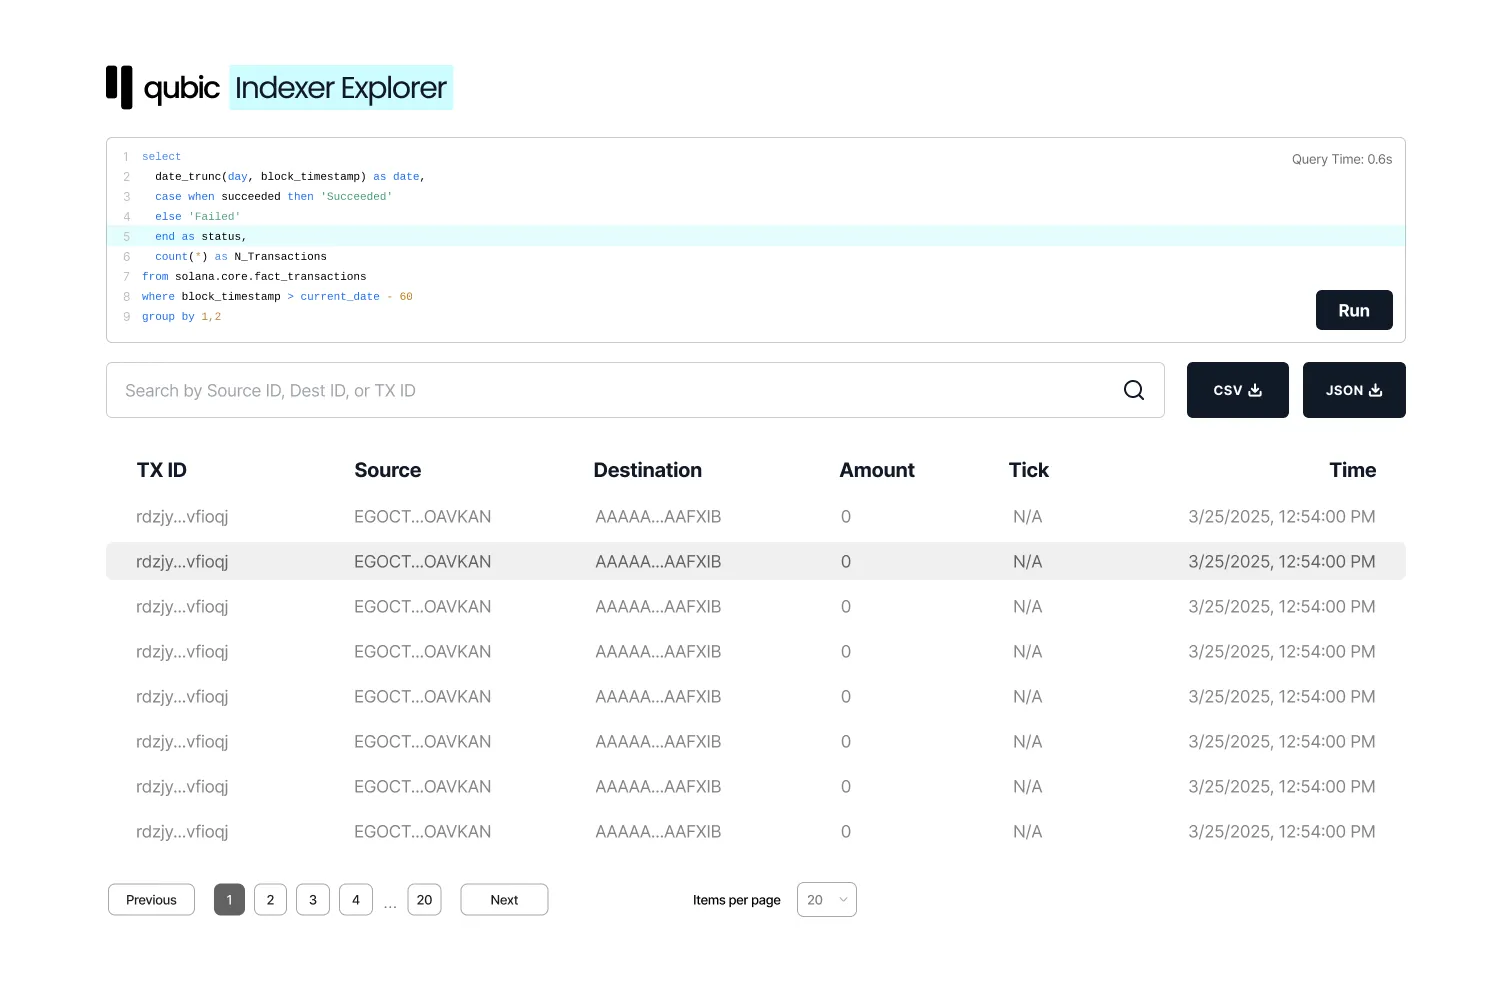 qubic Indexer Explorer
1 select
Query Time: 0.6s
2 date_trunc(day, block_timestamp) as date,
3 case when succeeded then 'Succeeded'
4 else 'Failed'
5 end as status,
6 count(*) as N_Transactions
7 from solana.core.fact_transactions
8 where block_timestamp > current_date - 60
9 group by 1,2
Run
Search by Source ID, Dest ID, or TX ID
CSV
JSON
TX ID Source Destination Amount Tick Time
rdzjy...vfioqj EGOCT...OAVKAN AAAAA...AAFXIB 0 N/A 3/25/2025, 12:54:00 PM
rdzjy...vfioqj EGOCT...OAVKAN AAAAA...AAFXIB 0 N/A 3/25/2025, 12:54:00 PM
rdzjy...vfioqj EGOCT...OAVKAN AAAAA...AAFXIB 0 N/A 3/25/2025, 12:54:00 PM
rdzjy...vfioqj EGOCT...OAVKAN AAAAA...AAFXIB 0 N/A 3/25/2025, 12:54:00 PM
rdzjy...vfioqj EGOCT...OAVKAN AAAAA...AAFXIB 0 N/A 3/25/2025, 12:54:00 PM
rdzjy...vfioqj EGOCT...OAVKAN AAAAA...AAFXIB 0 N/A 3/25/2025, 12:54:00 PM
rdzjy...vfioqj EGOCT...OAVKAN AAAAA...AAFXIB 0 N/A 3/25/2025, 12:54:00 PM
rdzjy...vfioqj EGOCT...OAVKAN AAAAA...AAFXIB 0 N/A 3/25/2025, 12:54:00 PM
Previous 1 2 3 4 ... 20 Next Items per page 20